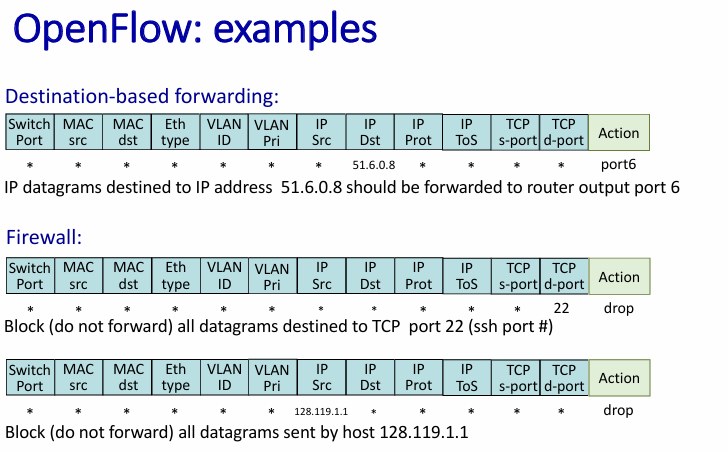 OpenFlow: examples
Destination-based forwarding:
Switch Port MAC src MAC dst Eth type VLAN ID VLAN Pri IP Src IP Dst IP Prot IP ToS TCP s-port TCP d-port Action
* * * * * * * 51.6.0.8 * * * * port6
IP datagrams destined to IP address 51.6.0.8 should be forwarded to router output port 6
Firewall:
Switch Port MAC src MAC dst Eth type VLAN ID VLAN Pri IP Src IP Dst IP Prot IP ToS TCP s-port TCP d-port Action
* * * * * * * * * * * 22 drop
Block (do not forward) all datagrams destined to TCP port 22 (ssh port #)
Switch Port MAC src MAC dst Eth type VLAN ID VLAN Pri IP Src IP Dst IP Prot IP ToS TCP s-port TCP d-port Action
* * * * * * 128.119.1.1 * * * * * drop
Block (do not forward) all datagrams sent by host 128.119.1.1